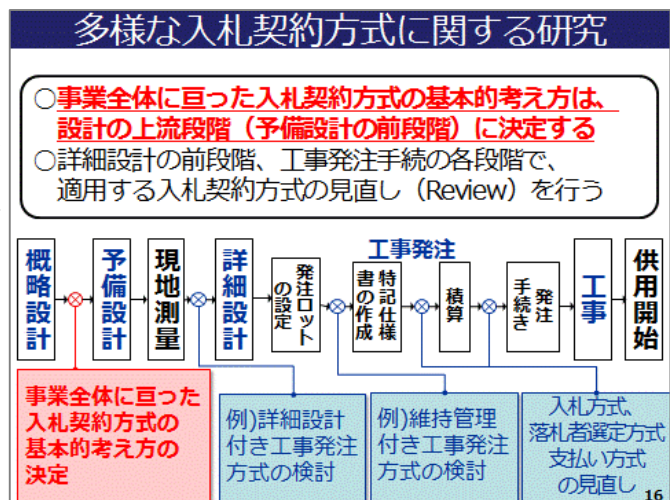 多様な入札契約方式に関する研究
○事業全体に亘った入札契約方式の基本的考え方は、
設計の上流段階（予備設計の前段階）に決定する
○詳細設計の前段階、工事発注手続の各段階で、
適用する入札契約方式の見直し（Review）を行う
工事発注
概略設計
予備設計
現地測量
詳細設計
発注ロット
の設定
特記仕様
書の作成
積算
発注
手続き
工事
供用開始
事業全体に亘った
入札契約方式の
基本的考え方の
決定
例)詳細設計
付き工事発注
方式の検討
例)維持管理
付き工事発注
方式の検討
入札方式、
落札者選定方式
支払い方式
の見直し
16